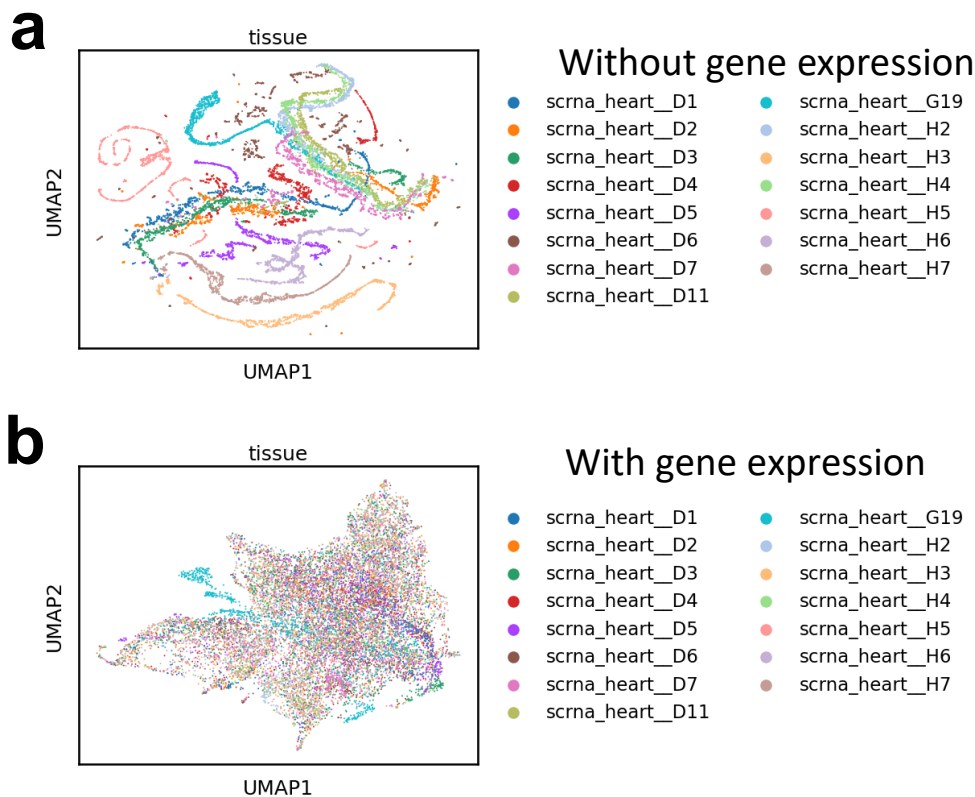 a
tissue
UMAP2
UMAP1
Without gene expression
scrna_heart__D1
scrna_heart__D2
scrna_heart__D3
scrna_heart__D4
scrna_heart__D5
scrna_heart__D6
scrna_heart__D7
scrna_heart__D11
scrna_heart__G19
scrna_heart__H2
scrna_heart__H3
scrna_heart__H4
scrna_heart__H5
scrna_heart__H6
scrna_heart__H7
b
tissue
UMAP2
UMAP1
With gene expression
scrna_heart__D1
scrna_heart__D2
scrna_heart__D3
scrna_heart__D4
scrna_heart__D5
scrna_heart__D6
scrna_heart__D7
scrna_heart__D11
scrna_heart__G19
scrna_heart__H2
scrna_heart__H3
scrna_heart__H4
scrna_heart__H5
scrna_heart__H6
scrna_heart__H7